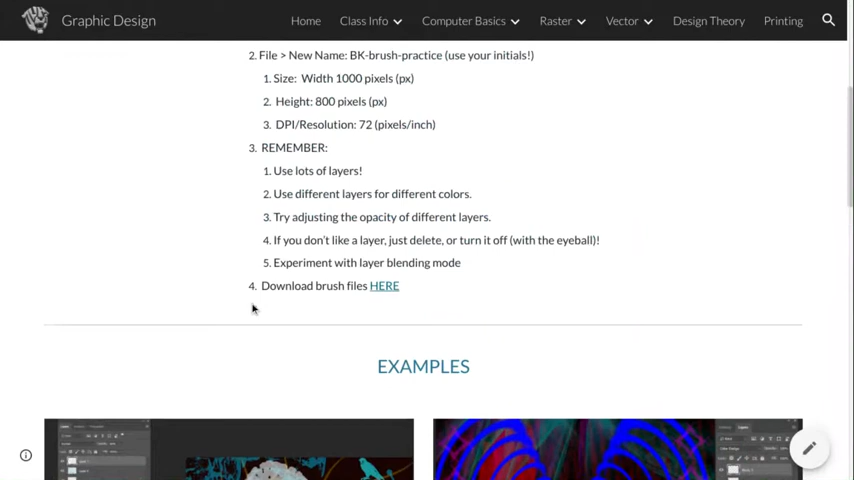 Graphic Design
Home Class Info Computer Basics Raster Vector Design Theory Printing
2. File > New Name: BK-brush-practice (use your initials!)
1. Size: Width 1000 pixels (px)
2. Height: 800 pixels (px)
3. DPI/Resolution: 72 (pixels/inch)
3. REMEMBER:
1. Use lots of layers!
2. Use different layers for different colors.
3. Try adjusting the opacity of different layers.
4. If you don't like a layer, just delete, or turn it off (with the eyeball)!
5. Experiment with layer blending mode
4. Download brush files HERE
EXAMPLES